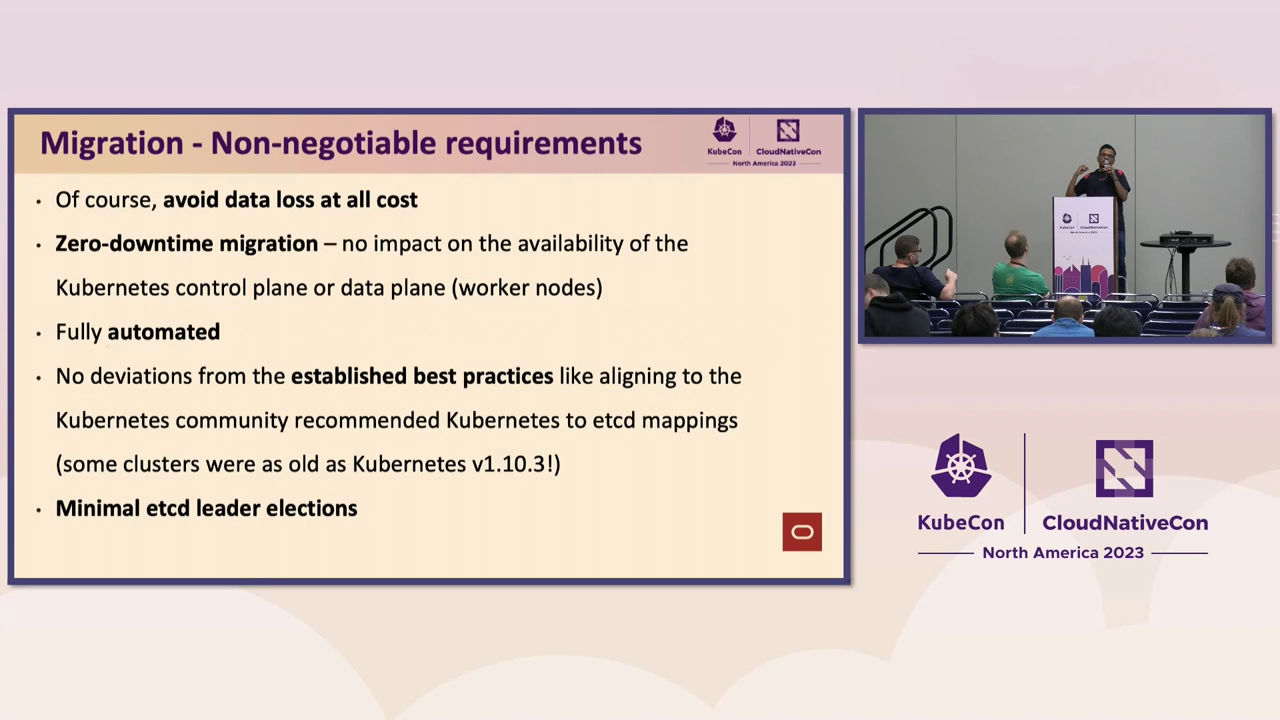 Migration - Non-negotiable requirements
KubeCon
CloudNativeCon
North America 2023
• Of course, avoid data loss at all cost
• Zero-downtime migration – no impact on the availability of the
Kubernetes control plane or data plane (worker nodes)
• Fully automated
• No deviations from the established best practices like aligning to the
Kubernetes community recommended Kubernetes to etcd mappings
(some clusters were as old as Kubernetes v1.10.3!)
• Minimal etcd leader elections
KubeCon
CloudNativeCon
North America 2023